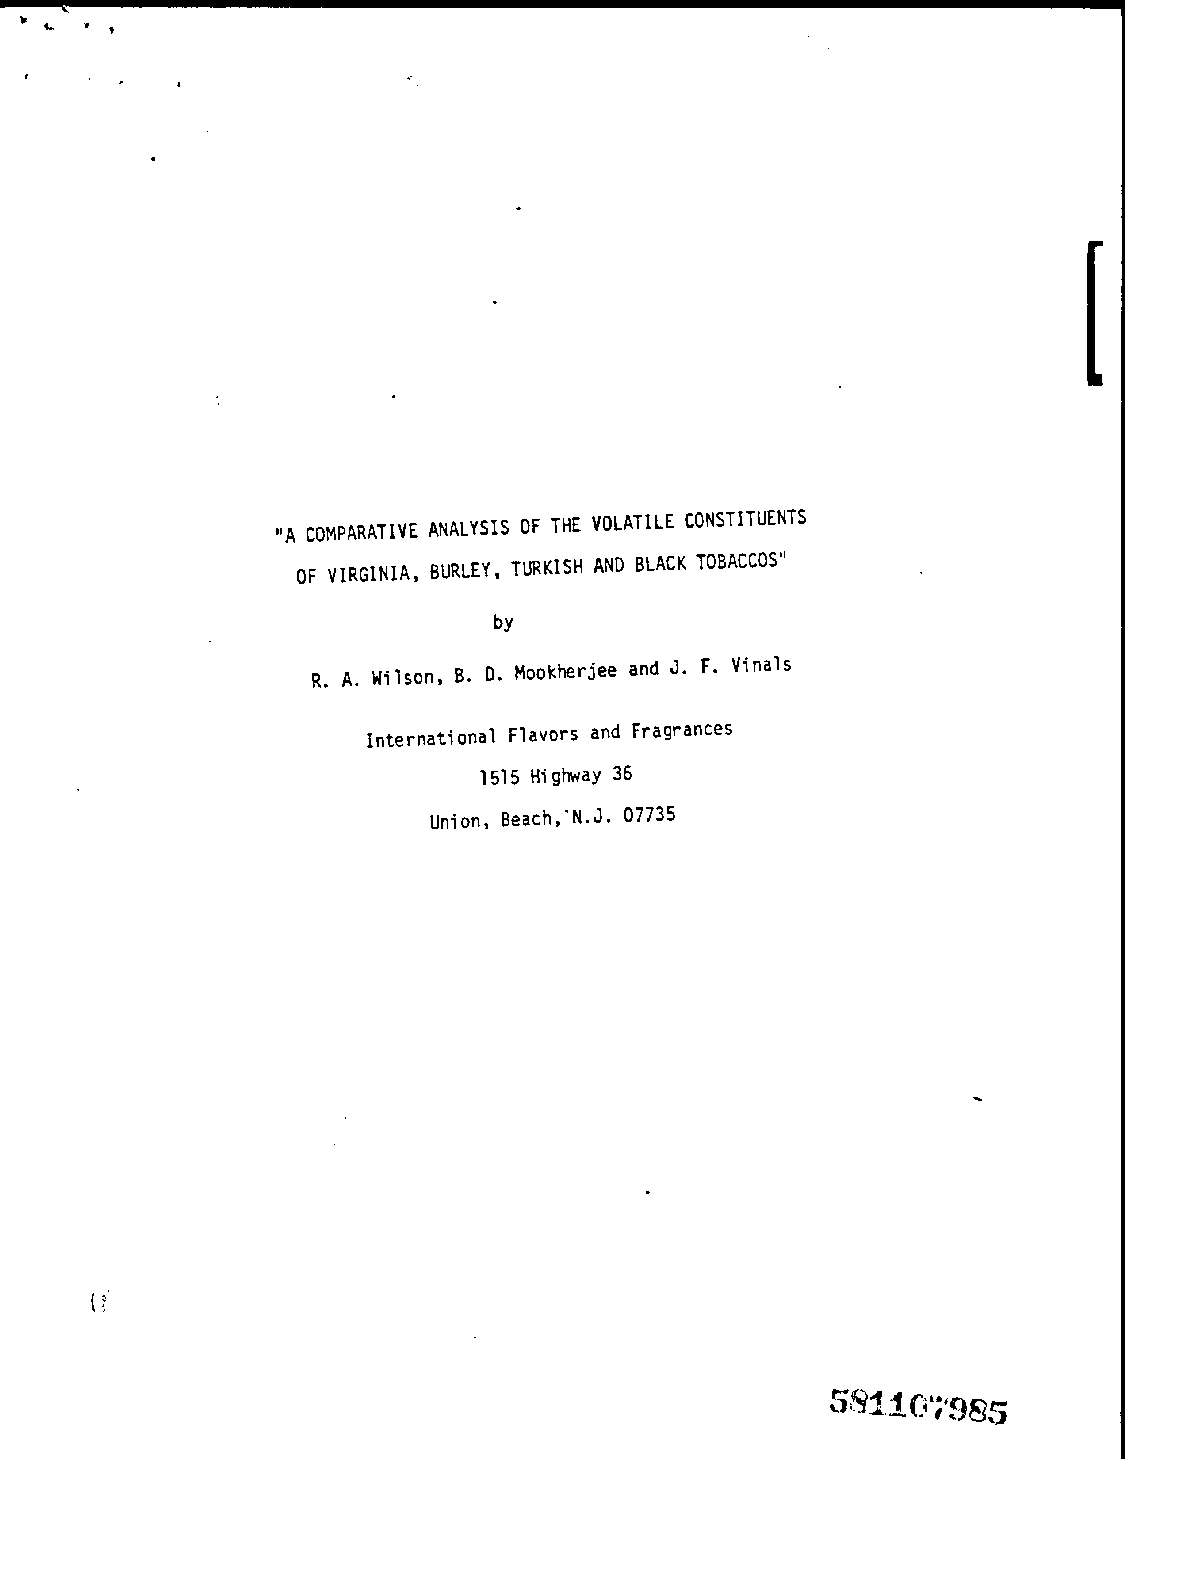 "A COMPARATIVE ANALYSIS OF THE VOLATILE CONSTITUENTS
OF VIRGINIA, BURLEY, TURKISH AND BLACK TOBACCOS"
by
R. A. Wilson, B. D. Mookherjee and J. F. Vinals
International Flavors and Fragrances
1515 Highway 36
Union, Beach, N.J. 07735
581107985